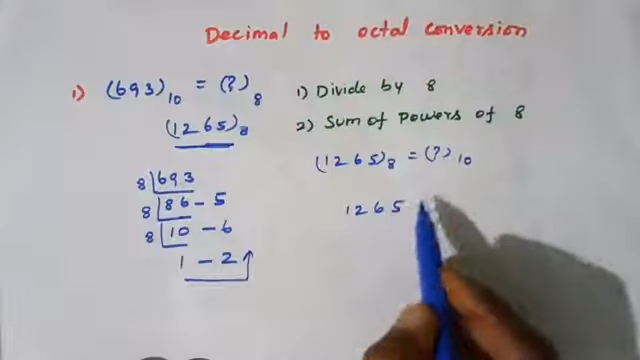 Decimal to octal conversion
1) (693)10 = (?)8
(1265)8
8 693
8 86 - 5
8 10 - 6
1 - 2
1) Divide by 8
2) Sum of Powers of 8
(1265)8 = (?)10
1265